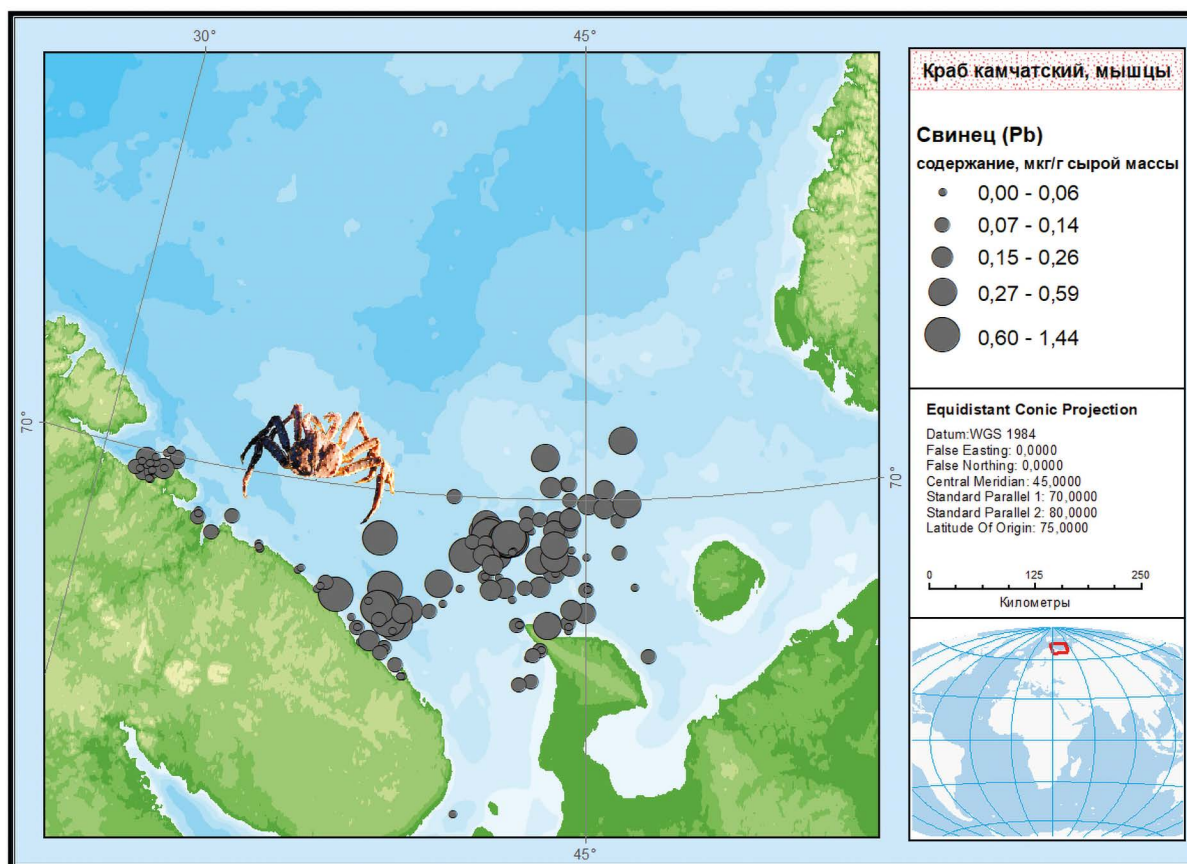 30°
45°
70°
70°
45°
Краб камчатский, мышцы
Свинец (Pb)
содержание, мкг/г сырой массы
0,00 - 0,06
0,07 - 0,14
0,15 - 0,26
0,27 - 0,59
0,60 - 1,44
Equidistant Conic Projection
Datum:WGS 1984
False Easting: 0,0000
False Northing: 0,0000
Central Meridian: 45,0000
Standard Parallel 1: 70,0000
Standard Parallel 2: 80,0000
Latitude Of Origin: 75,0000
0 125 250
Километры